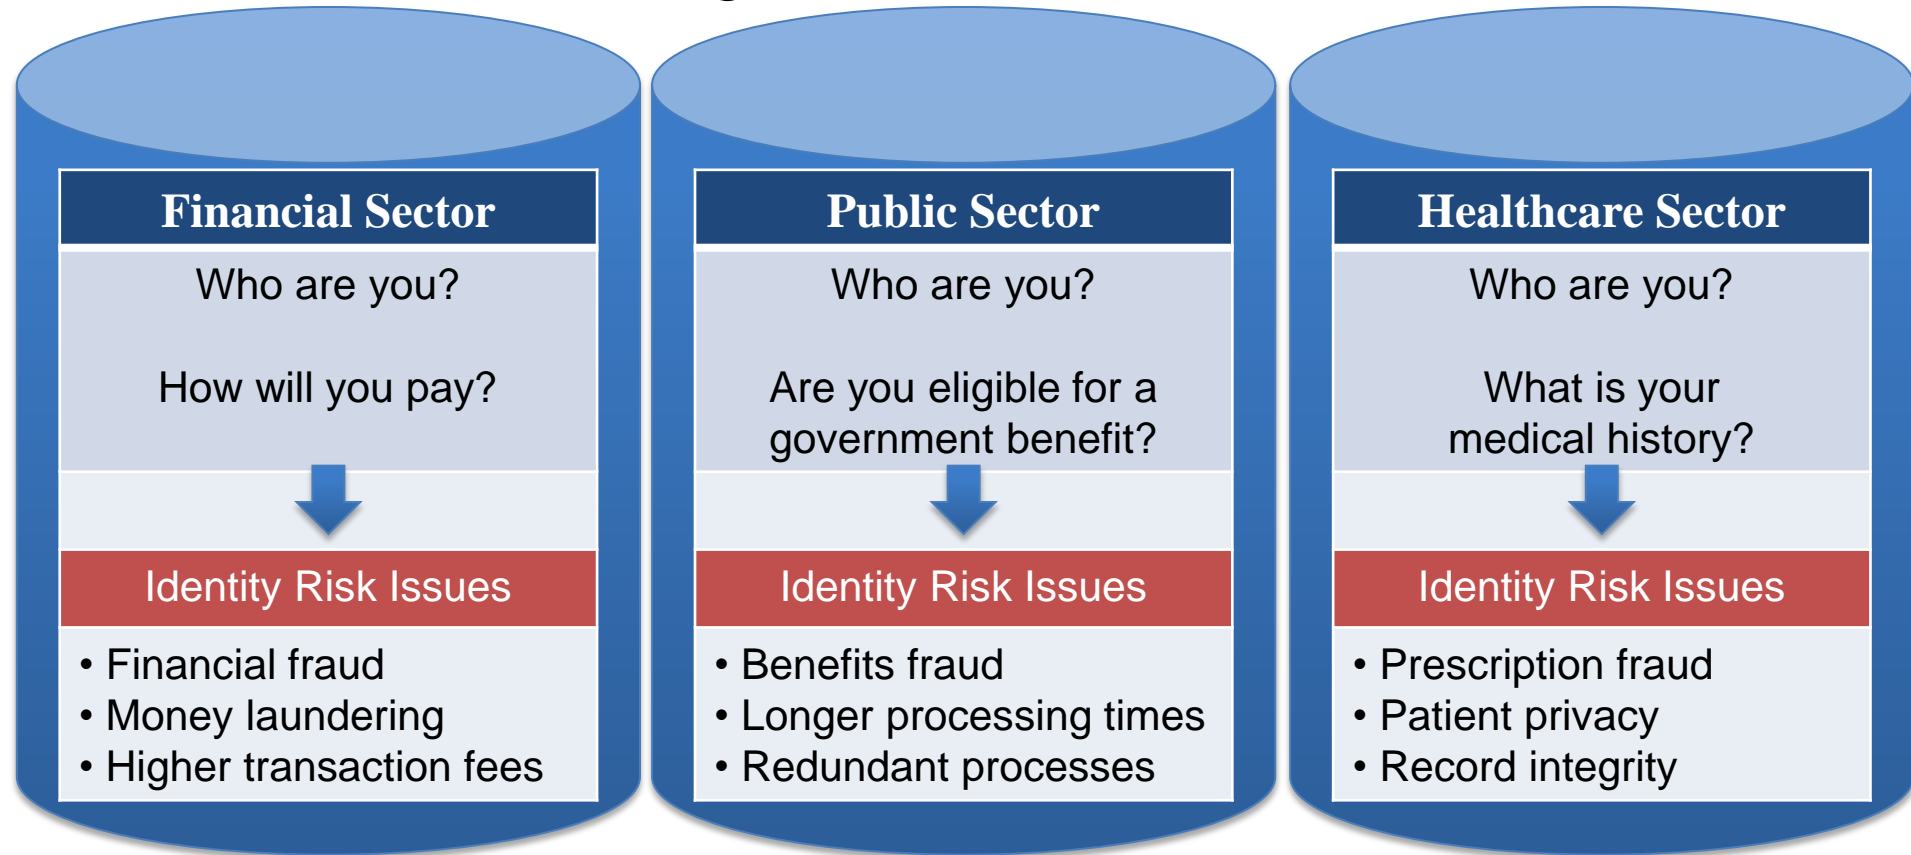 Financial Sector
Who are you?
How will you pay?
Identity Risk Issues
• Financial fraud
• Money laundering
• Higher transaction fees
Public Sector
Who are you?
Are you eligible for a
government benefit?
Identity Risk Issues
• Benefits fraud
• Longer processing times
• Redundant processes
Healthcare Sector
Who are you?
What is your
medical history?
Identity Risk Issues
• Prescription fraud
• Patient privacy
• Record integrity